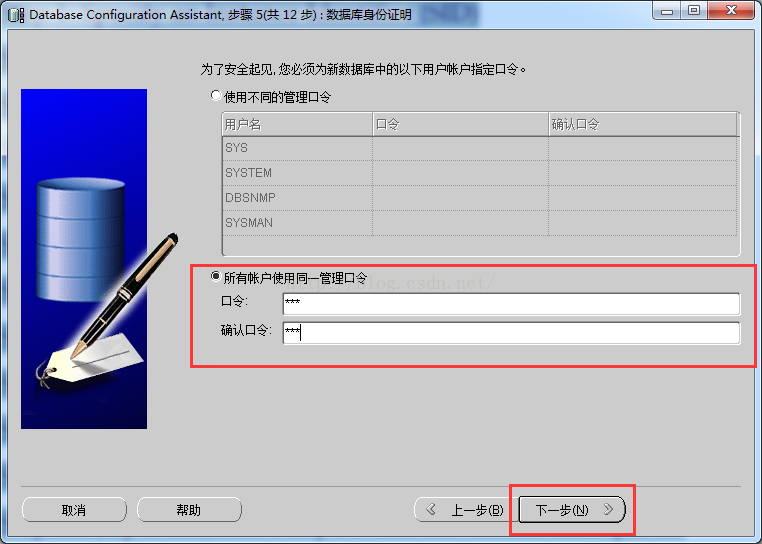 Database Configuration Assistant, 步骤 5(共 12 步) : 数据库身份证明
为了安全起见, 您必须为新数据库中的以下用户帐户指定口令。
使用不同的管理口令
用户名 口令 确认口令
SYS
SYSTEM
DBSNMP
SYSMAN
所有帐户使用同一管理口令
口令: ***
确认口令: ***
取消 帮助 上一步(B) 下一步(N)